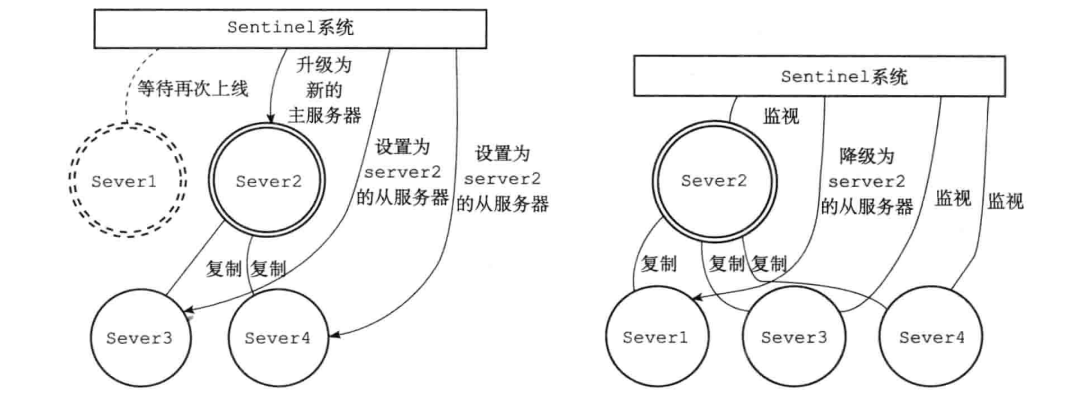 Sentinel系统
等待再次上线
升级为
新的
主服务器
Sever1
Sever2
设置为
server2
的从服务器
设置为
server2
的从服务器
复制
复制
Sever3
Sever4
Sentinel系统
监视
Sever2
降级为
server2
的从服务器
监视
监视
复制
复制
复制
Sever1
Sever3
Sever4